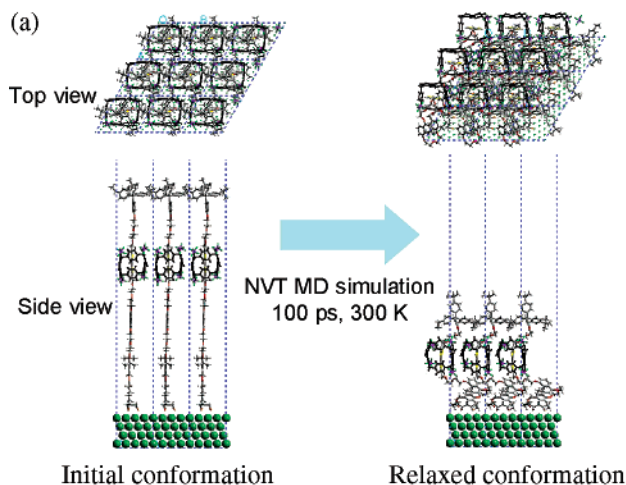 (a)
Top view
Side view
NVT MD simulation
100 ps, 300 K
Initial conformation
Relaxed conformation